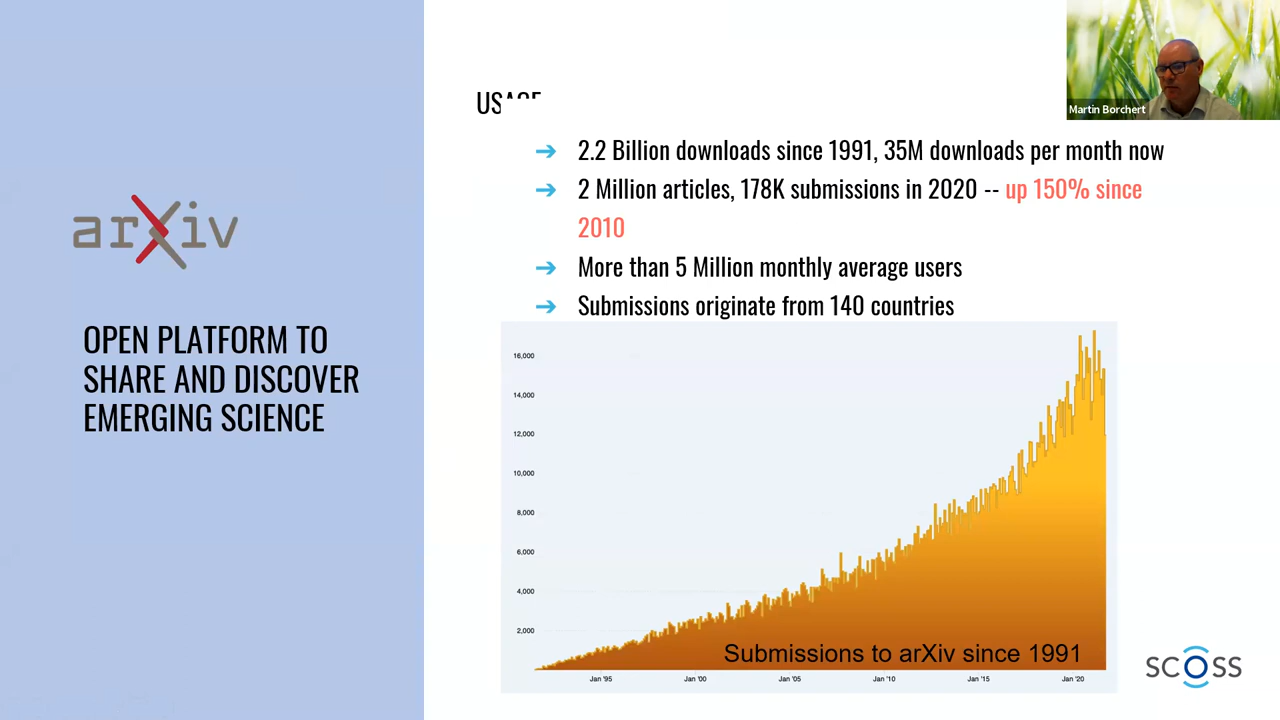 Martin Borchert
USAGE
➔ 2.2 Billion downloads since 1991, 35M downloads per month now
➔ 2 Million articles, 178K submissions in 2020 -- up 150% since
2010
➔ More than 5 Million monthly average users
➔ Submissions originate from 140 countries
arXiv
OPEN PLATFORM TO
SHARE AND DISCOVER
EMERGING SCIENCE
16,000
14,000
12,000
10,000
8,000
6,000
4,000
2,000
Submissions to arXiv since 1991
Jan '95 Jan '00 Jan '05 Jan '10 Jan '15 Jan '20
SCOSS